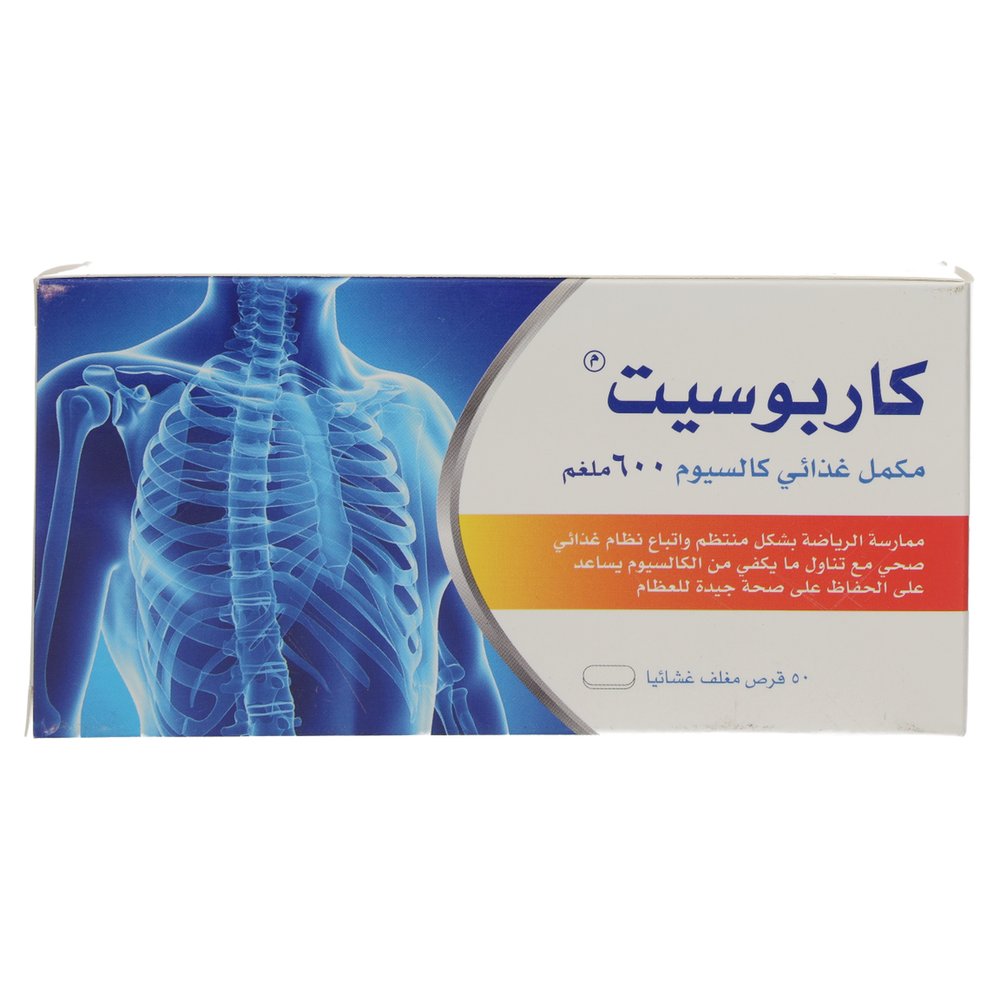 كاربوسيت م
مكمل غذائي كالسيوم ٦٠٠ ملغم
ممارسة الرياضة بشكل منتظم واتباع نظام غذائي
صحي مع تناول ما يكفي من الكالسيوم يساعد
على الحفاظ على صحة جيدة للعظام
٥٠ قرص مغلف غشائيا